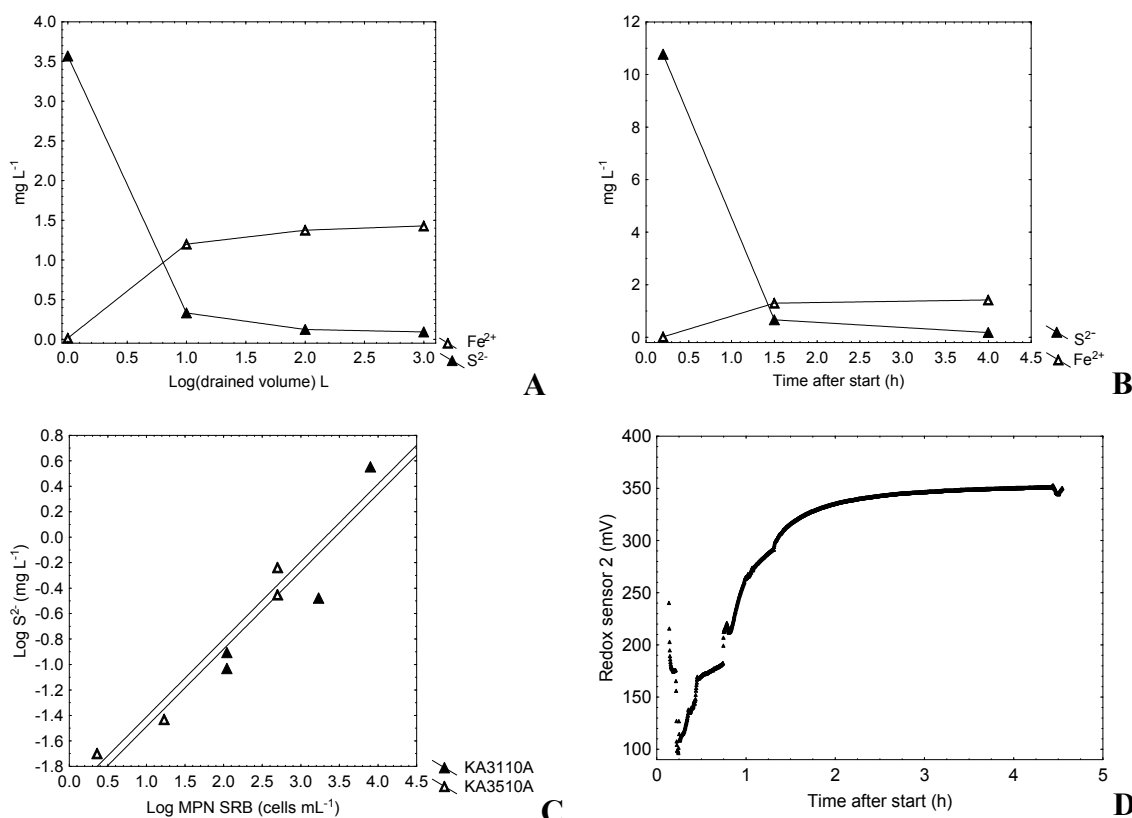 4.0
3.5
3.0
2.5
2.0
1.5
1.0
0.5
0.0
mg L⁻¹
0.0 0.5 1.0 1.5 2.0 2.5 3.0
Log(drained volume) L
Fe²⁺
S²⁻
A
12
10
8
6
4
2
0
mg L⁻¹
0.0 0.5 1.0 1.5 2.0 2.5 3.0 3.5 4.0 4.5
Time after start (h)
S²⁻
Fe²⁺
B
0.8
0.6
0.4
0.2
0.0
-0.2
-0.4
-0.6
-0.8
-1.0
-1.2
-1.4
-1.6
-1.8
Log S²⁻ (mg L⁻¹)
0.0 0.5 1.0 1.5 2.0 2.5 3.0 3.5 4.0 4.5
Log MPN SRB (cells mL⁻¹)
KA3110A
KA3510A
C
400
350
300
250
200
150
100
Redox sensor 2 (mV)
0 1 2 3 4 5
Time after start (h)
D